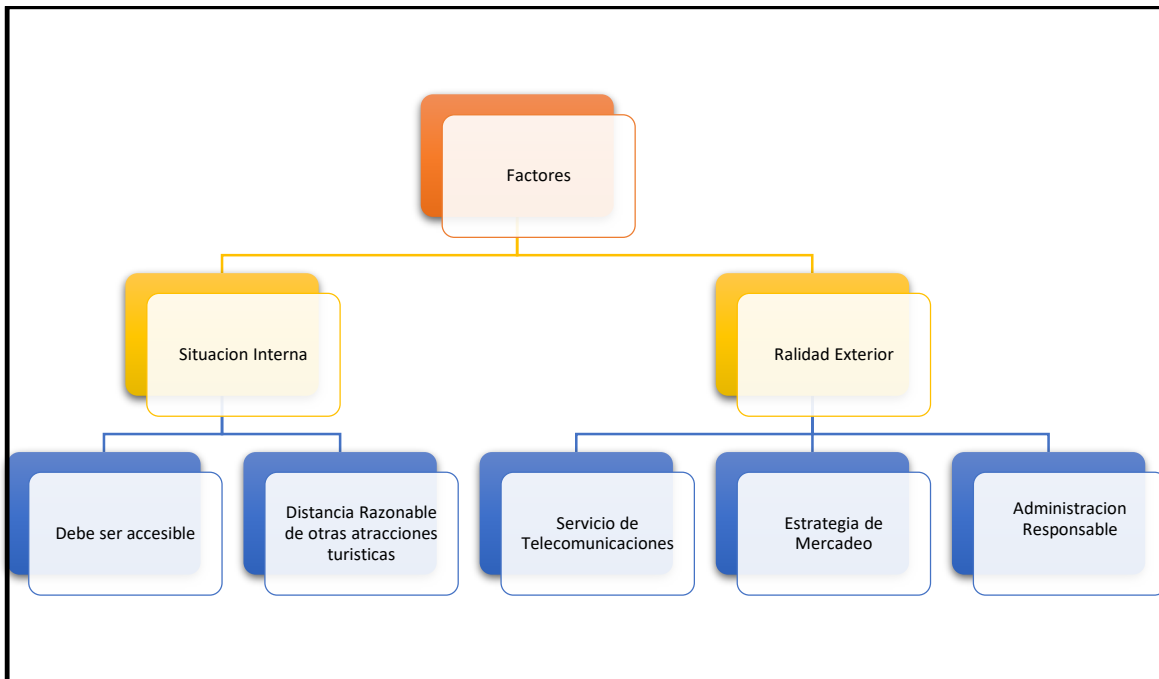 Factores
Situacion Interna
Ralidad Exterior
Debe ser accesible
Distancia Razonable
de otras atracciones
turisticas
Servicio de
Telecomunicaciones
Estrategia de
Mercadeo
Administracion
Responsable